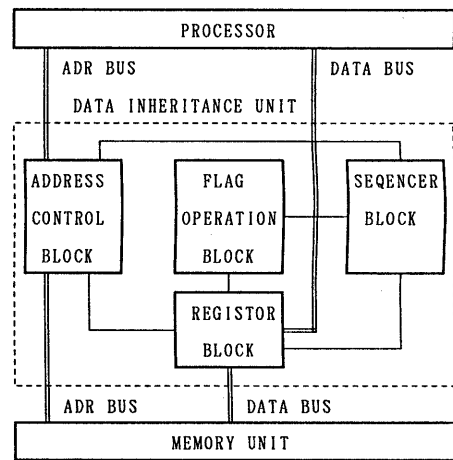 PROCESSOR
ADR BUS
DATA BUS
DATA INHERITANCE UNIT
ADDRESS
CONTROL
BLOCK
FLAG
OPERATION
BLOCK
SEQENCER
BLOCK
REGISTOR
BLOCK
ADR BUS
DATA BUS
MEMORY UNIT